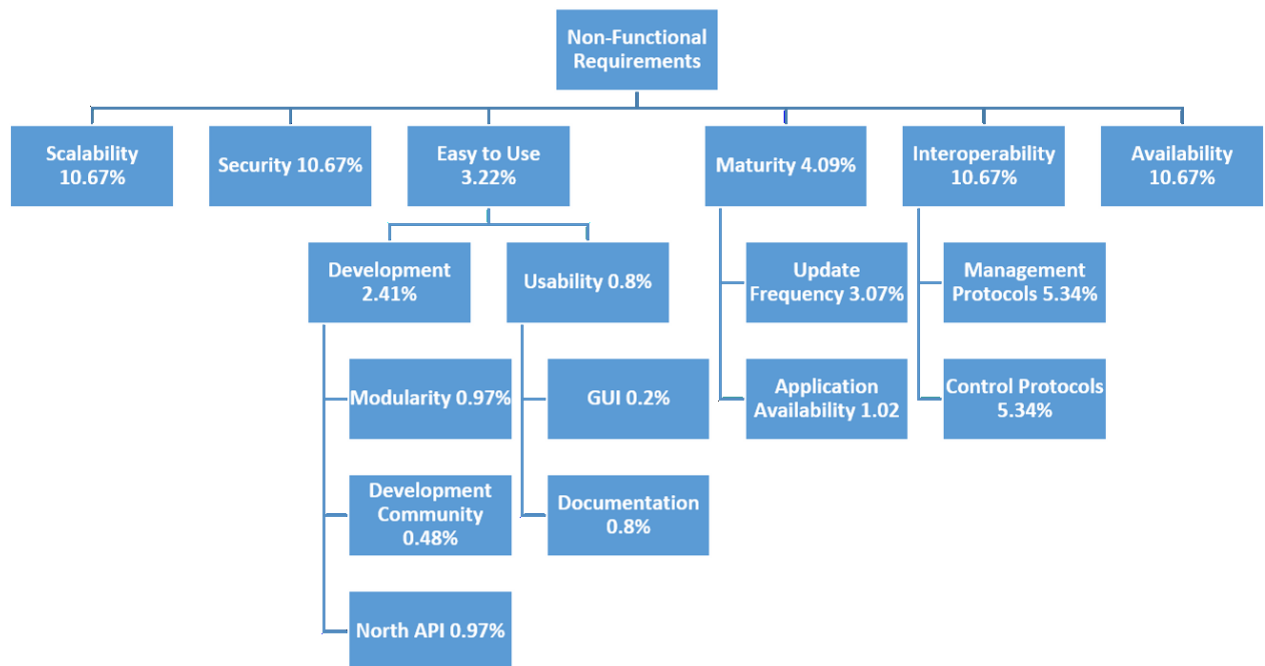 Non-Functional
Requirements
Scalability
10.67%
Security 10.67%
Easy to Use
3.22%
Maturity 4.09%
Interoperability
10.67%
Availability
10.67%
Development
2.41%
Usability 0.8%
Update
Frequency 3.07%
Management
Protocols 5.34%
Modularity 0.97%
GUI 0.2%
Application
Availability 1.02
Control Protocols
5.34%
Development
Community
0.48%
Documentation
0.8%
North API 0.97%